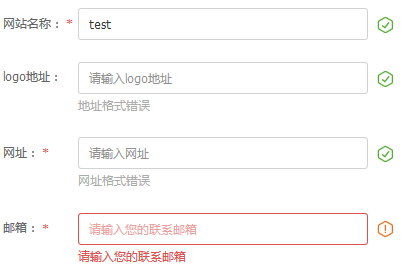 网站名称： * test
logo地址： 请输入logo地址
地址格式错误
网址： * 请输入网址
网址格式错误
邮箱： * 请输入您的联系邮箱
请输入您的联系邮箱